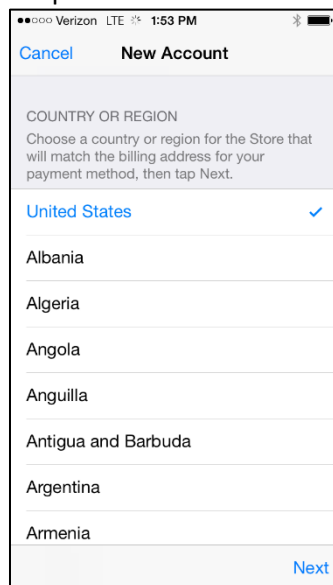 Verizon LTE 1:53 PM
Cancel New Account
COUNTRY OR REGION
Choose a country or region for the Store that
will match the billing address for your
payment method, then tap Next.
United States
Albania
Algeria
Angola
Anguilla
Antigua and Barbuda
Argentina
Armenia
Next